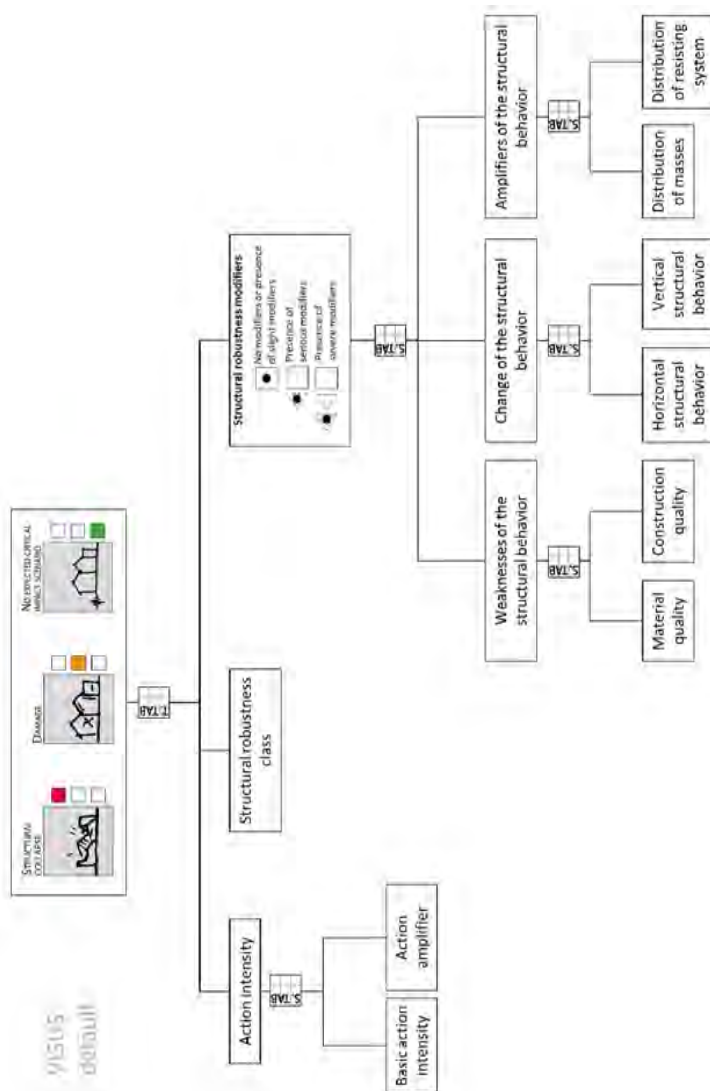 VISUS
default
STRUCTURAL
COLLAPSE
DAMAGE
NO EXPECTED CRITICAL
IMPACT SCENARIO
T. TAB
Action intensity
Structural robustness
class
Structural robustness modifiers
No modifiers or presence
of slight modifiers
Presence of
serious modifiers
Presence of
severe modifiers
S. TAB
S. TAB
Basic action
intensity
Action
amplifier
Weaknesses of the
structural behavior
Change of the structural
behavior
Amplifiers of the structural
behavior
S. TAB
S. TAB
S. TAB
Material
quality
Construction
quality
Horizontal
structural
behavior
Vertical
structural
behavior
Distribution
of masses
Distribution
of resisting
system